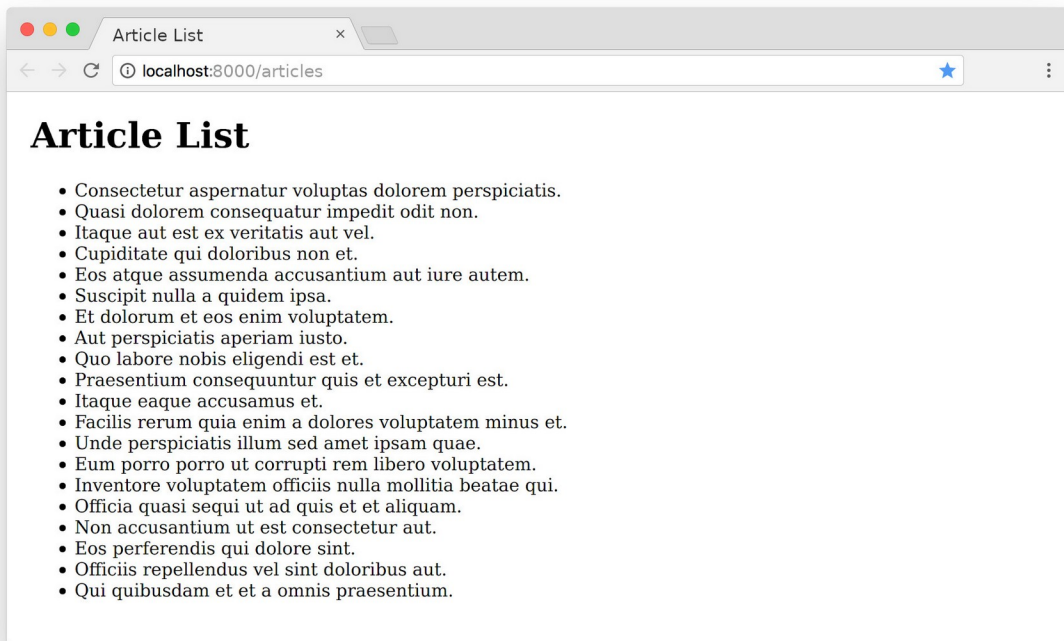 Article List
localhost:8000/articles
Article List
Consectetur aspernatur voluptas dolorem perspiciatis.
Quasi dolorem consequatur impedit odit non.
Itaque aut est ex veritatis aut vel.
Cupiditate qui doloribus non et.
Eos atque assumenda accusantium aut iure autem.
Suscipit nulla a quidem ipsa.
Et dolorum et eos enim voluptatem.
Aut perspiciatis aperiam iusto.
Quo labore nobis eligendi est et.
Praesentium consequuntur quis et excepturi est.
Itaque eaque accusamus et.
Facilis rerum quia enim a dolores voluptatem minus et.
Unde perspiciatis illum sed amet ipsam quae.
Eum porro porro ut corrupti rem libero voluptatem.
Inventore voluptatem officiis nulla mollitia beatae qui.
Officia quasi sequi ut ad quis et et aliquam.
Non accusantium ut est consectetur aut.
Eos perferendis qui dolore sint.
Officiis repellendus vel sint doloribus aut.
Qui quibusdam et et a omnis praesentium.